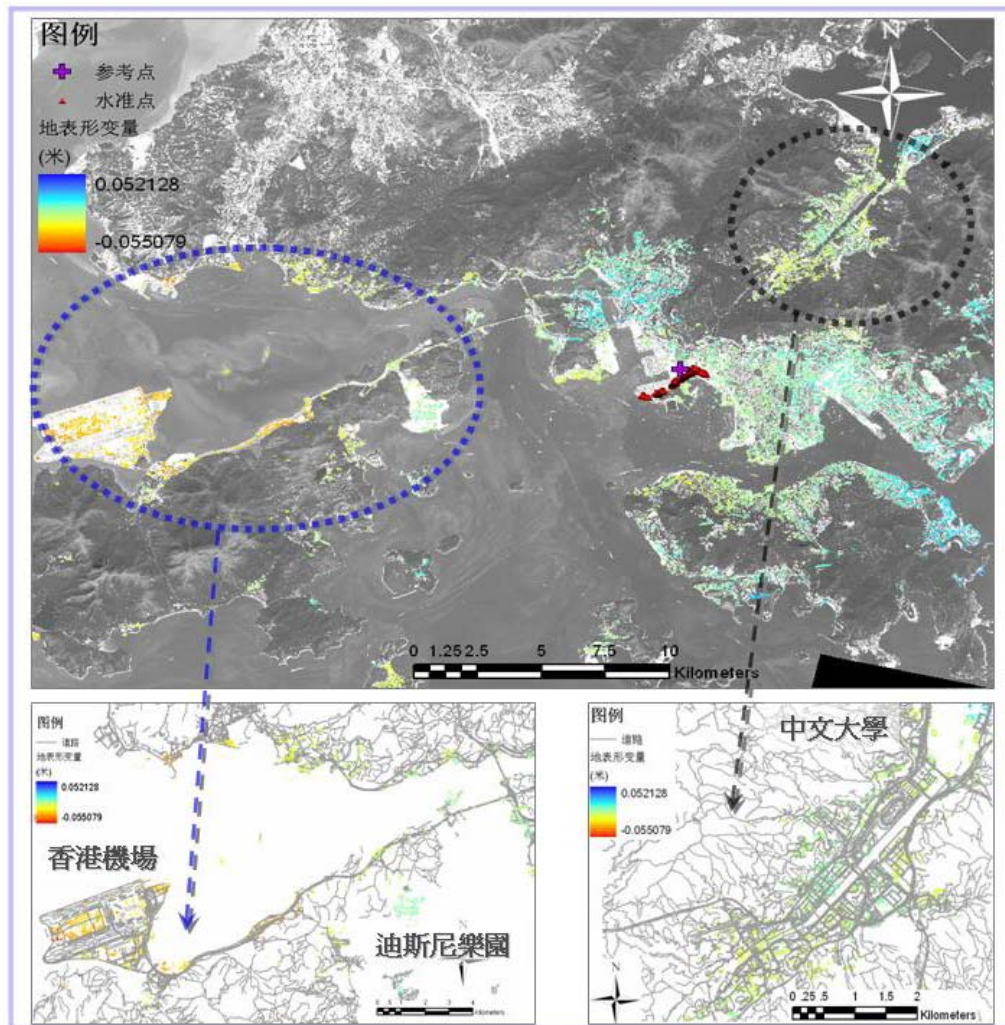 图例
参考点
水准点
地表形变量
(米)
0.052128
-0.055079
N
0 1.25 2.5 5 7.5 10
Kilometers
图例
道路
地表形变量
(米)
0.052128
-0.055079
香港機場
迪斯尼樂園
N
Kilometers
图例
道路
地表形变量
(米)
0.052128
-0.055079
中文大學
N
0 .25 .5 1 1.5 2
Kilometers